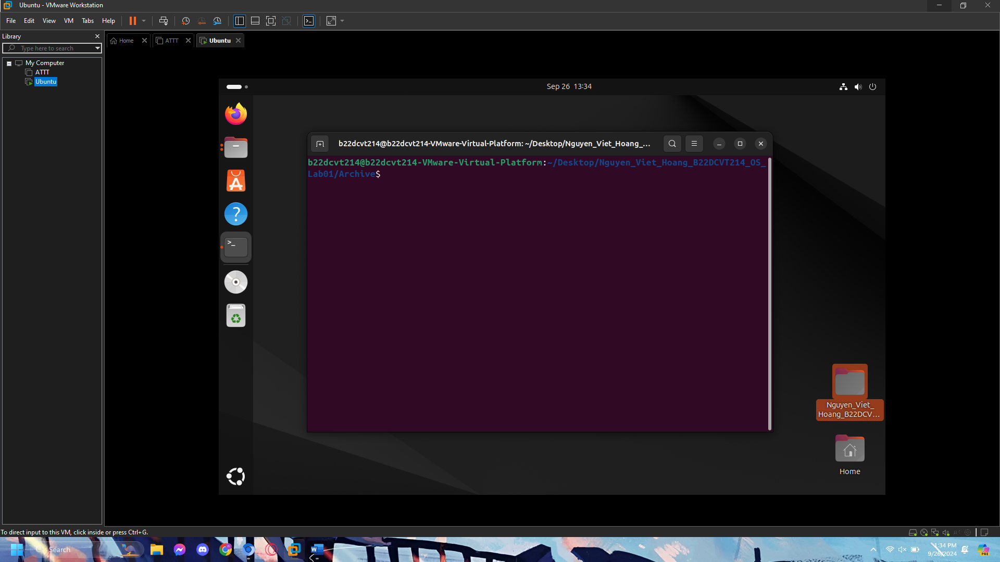 Ubuntu - VMware Workstation
File Edit View VM Tabs Help
Library
Type here to search
My Computer
ATTT
Ubuntu
Home
ATTT
Ubuntu
Sep 26 13:34
b22dcvt214@b22dcvt214-VMware-Virtual-Platform: ~/Desktop/Nguyen_Viet_Hoang_...
b22dcvt214@b22dcvt214-VMware-Virtual-Platform:~/Desktop/Nguyen_Viet_Hoang_B22DCVT214_OS_
Lab01/Archive$
Nguyen_Viet_
Hoang_B22DCV...
Home
To direct input to this VM, click inside or press Ctrl+G.
Search
1:34 PM
9/26/2024